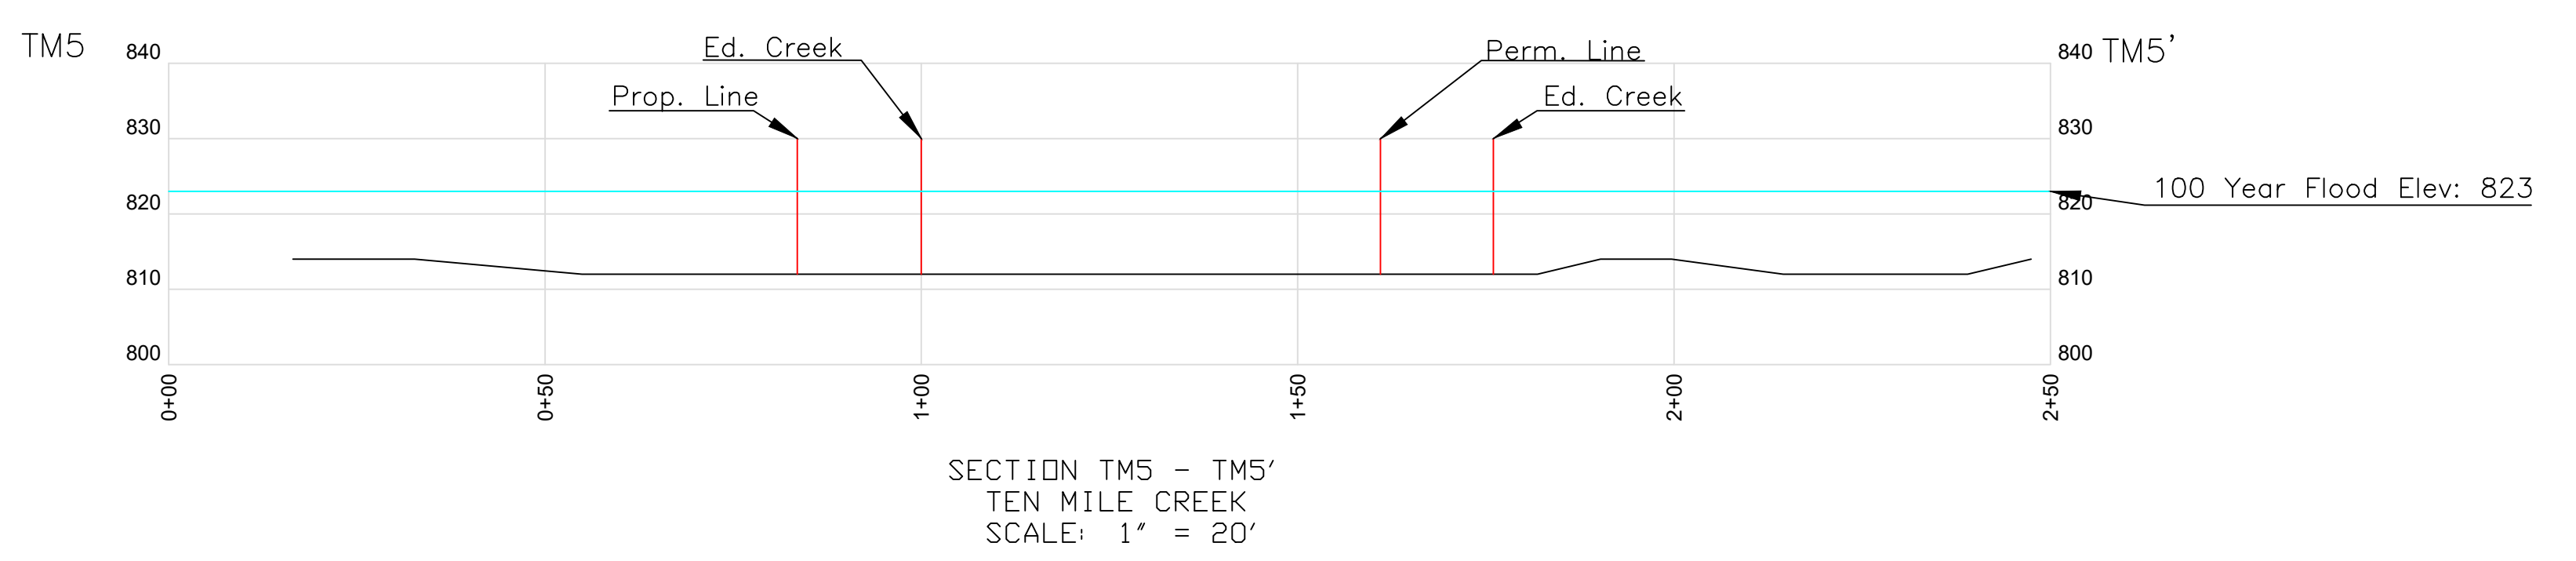 TM5
840
Ed. Creek
Perm. Line
840
TM5'
Prop. Line
Ed. Creek
830
830
100 Year Flood Elev: 823
820
820
810
810
800
800
0+00
0+50
1+00
1+50
2+00
2+50
SECTION TM5 - TM5'
TEN MILE CREEK
SCALE: 1" = 20'